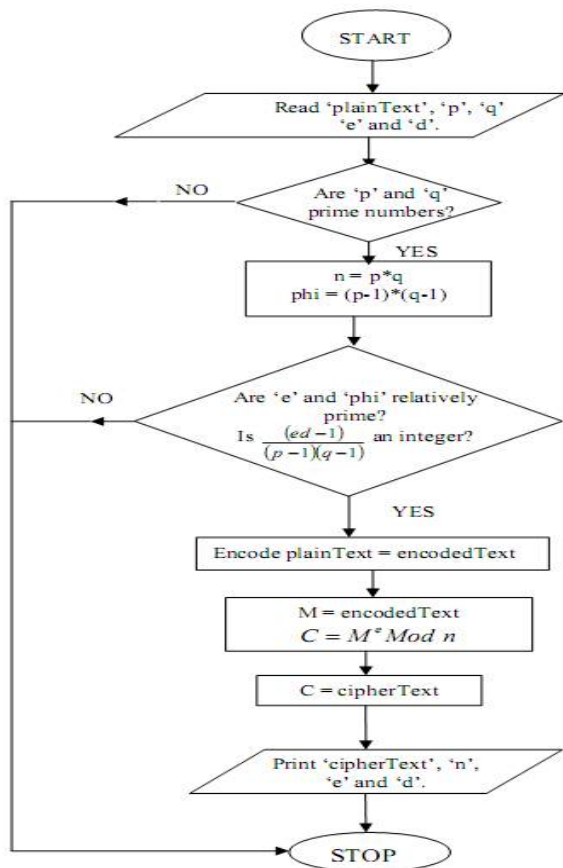 START
Read ‘plainText’, ‘p’, ‘q’
‘e’ and ‘d’.
NO
Are ‘p’ and ‘q’
prime numbers?
YES
n = p*q
phi = (p-1)*(q-1)
NO
Are ‘e’ and ‘phi’ relatively
prime?
Is (ed −1)/(p −1)(q −1) an integer?
YES
Encode plainText = encodedText
M = encodedText
C = Mᵉ Mod n
C = cipherText
Print ‘cipherText’, ‘n’,
‘e’ and ‘d’.
STOP